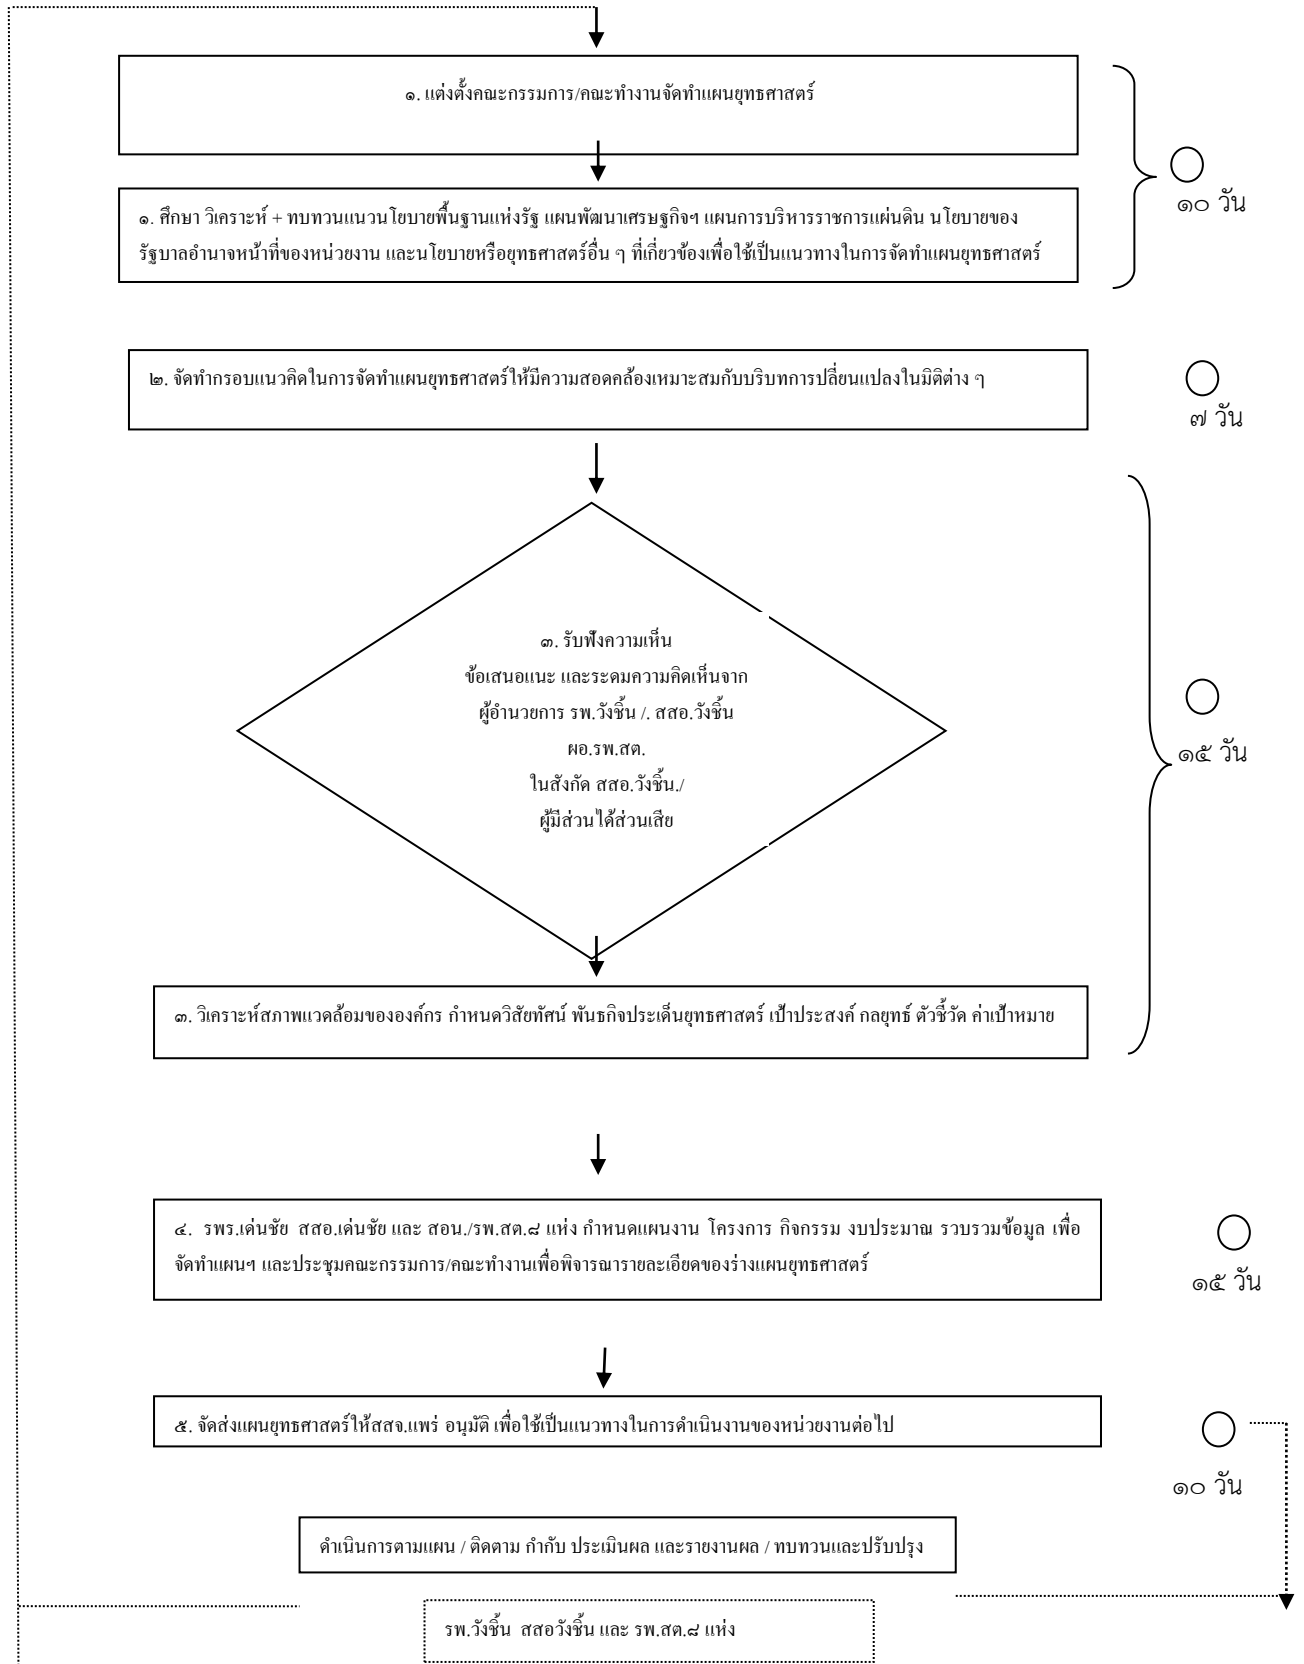 ๑. แต่งตั้งคณะกรรมการ/คณะทำงานจัดทำแผนยุทธศาสตร์
๑. ศึกษา วิเคราะห์ + ทบทวนแนวนโยบายพื้นฐานแห่งรัฐ แผนพัฒนาเศรษฐกิจฯ แผนการบริหารราชการแผ่นดิน นโยบายของ
รัฐบาลอำนาจหน้าที่ของหน่วยงาน และนโยบายหรือยุทธศาสตร์อื่น ๆ ที่เกี่ยวข้องเพื่อใช้เป็นแนวทางในการจัดทำแผนยุทธศาสตร์
๑๐ วัน
๒. จัดทำกรอบแนวคิดในการจัดทำแผนยุทธศาสตร์ให้มีความสอดคล้องเหมาะสมกับบริบทการปลี่ยนแปลงในมิติต่าง ๆ
๗ วัน
๓. รับฟังความเห็น
ข้อเสนอแนะ และระดมความคิดเห็นจาก
ผู้อำนวยการ รพ.วังชิ้น /. สสอ.วังชิ้น
ผอ.รพ.สต.
ในสังกัด สสอ.วังชิ้น./
ผู้มีส่วนได้ส่วนเสีย
๑๕ วัน
๓. วิเคราะห์สภาพแวดล้อมขององค์กร กำหนดวิสัยทัศน์ พันธกิจประเด็นยุทธศาสตร์ เป้าประสงค์ กลยุทธ์ ตัวชี้วัด ค่าเป้าหมาย
๔. รพร.เด่นชัย สสอ.เด่นชัย และ สอน./รพ.สต.๘ แห่ง กำหนดแผนงาน โครงการ กิจกรรม งบประมาณ รวบรวมข้อมูล เพื่อ
จัดทำแผนฯ และประชุมคณะกรรมการ/คณะทำงานเพื่อพิจารณารายละเอียดของร่างแผนยุทธศาสตร์
๑๕ วัน
๕. จัดส่งแผนยุทธศาสตร์ให้สสจ.แพร่ อนุมัติ เพื่อใช้เป็นแนวทางในการดำเนินงานของหน่วยงานต่อไป
๑๐ วัน
ดำเนินการตามแผน / ติดตาม กำกับ ประเมินผล และรายงานผล / ทบทวนและปรับปรุง
รพ.วังชิ้น สสอวังชิ้น และ รพ.สต.๘ แห่ง